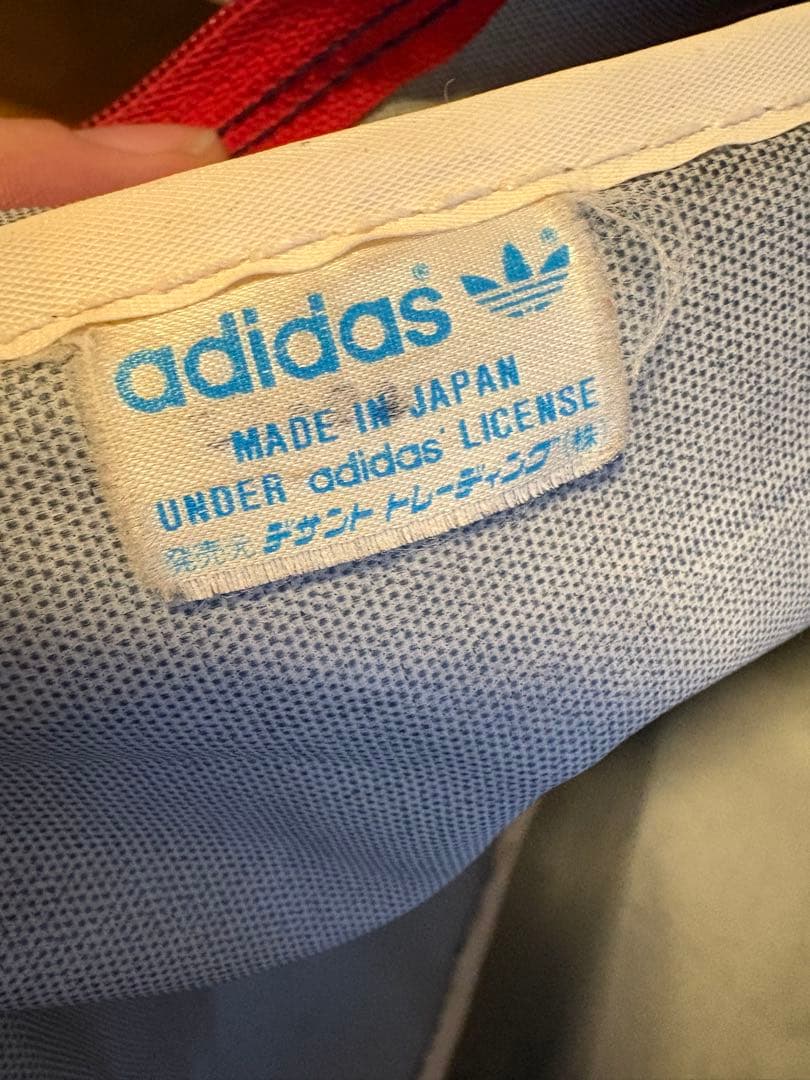 adidas®
®
MADE IN JAPAN
UNDER adidas® LICENSE
発売元 デサント トレーディング (株)